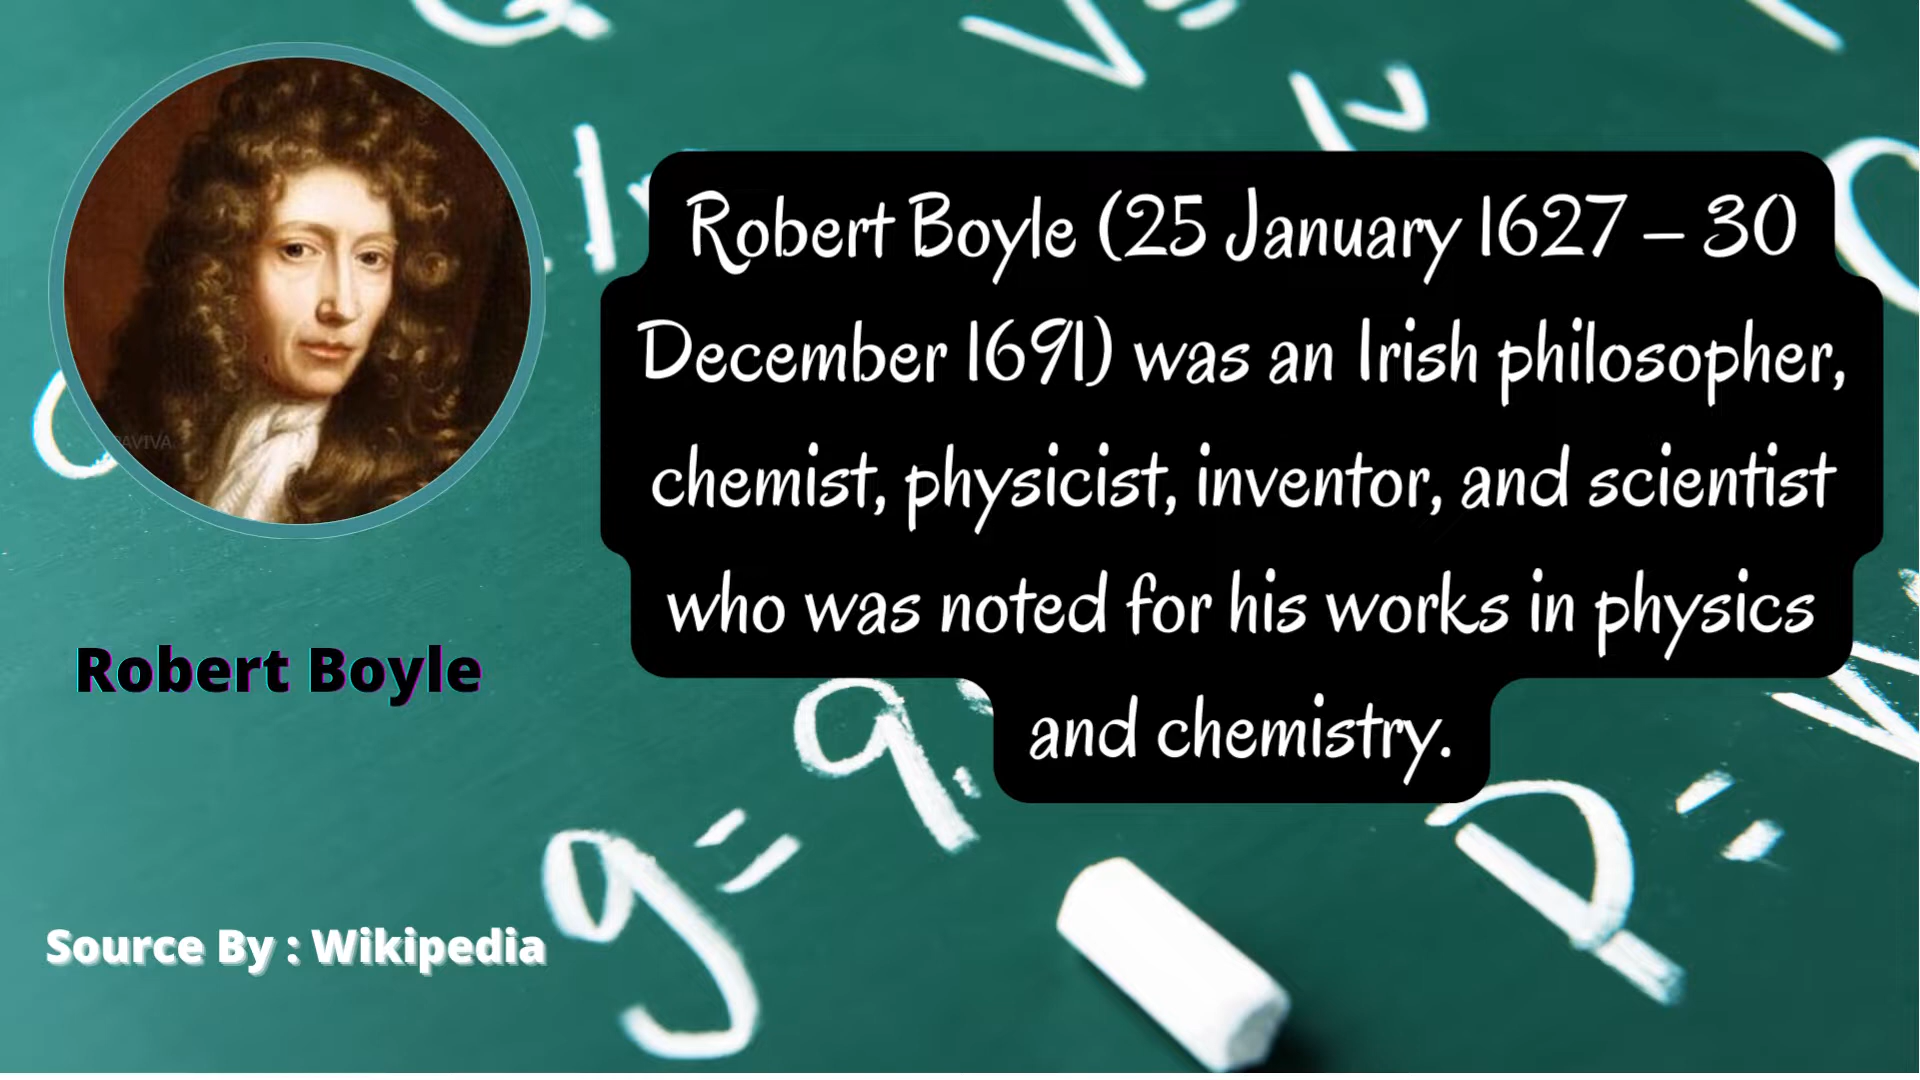 Robert Boyle (25 January 1627 – 30
December 1691) was an Irish philosopher,
chemist, physicist, inventor, and scientist
who was noted for his works in physics
and chemistry.
Robert Boyle
Source By : Wikipedia
g = 9.